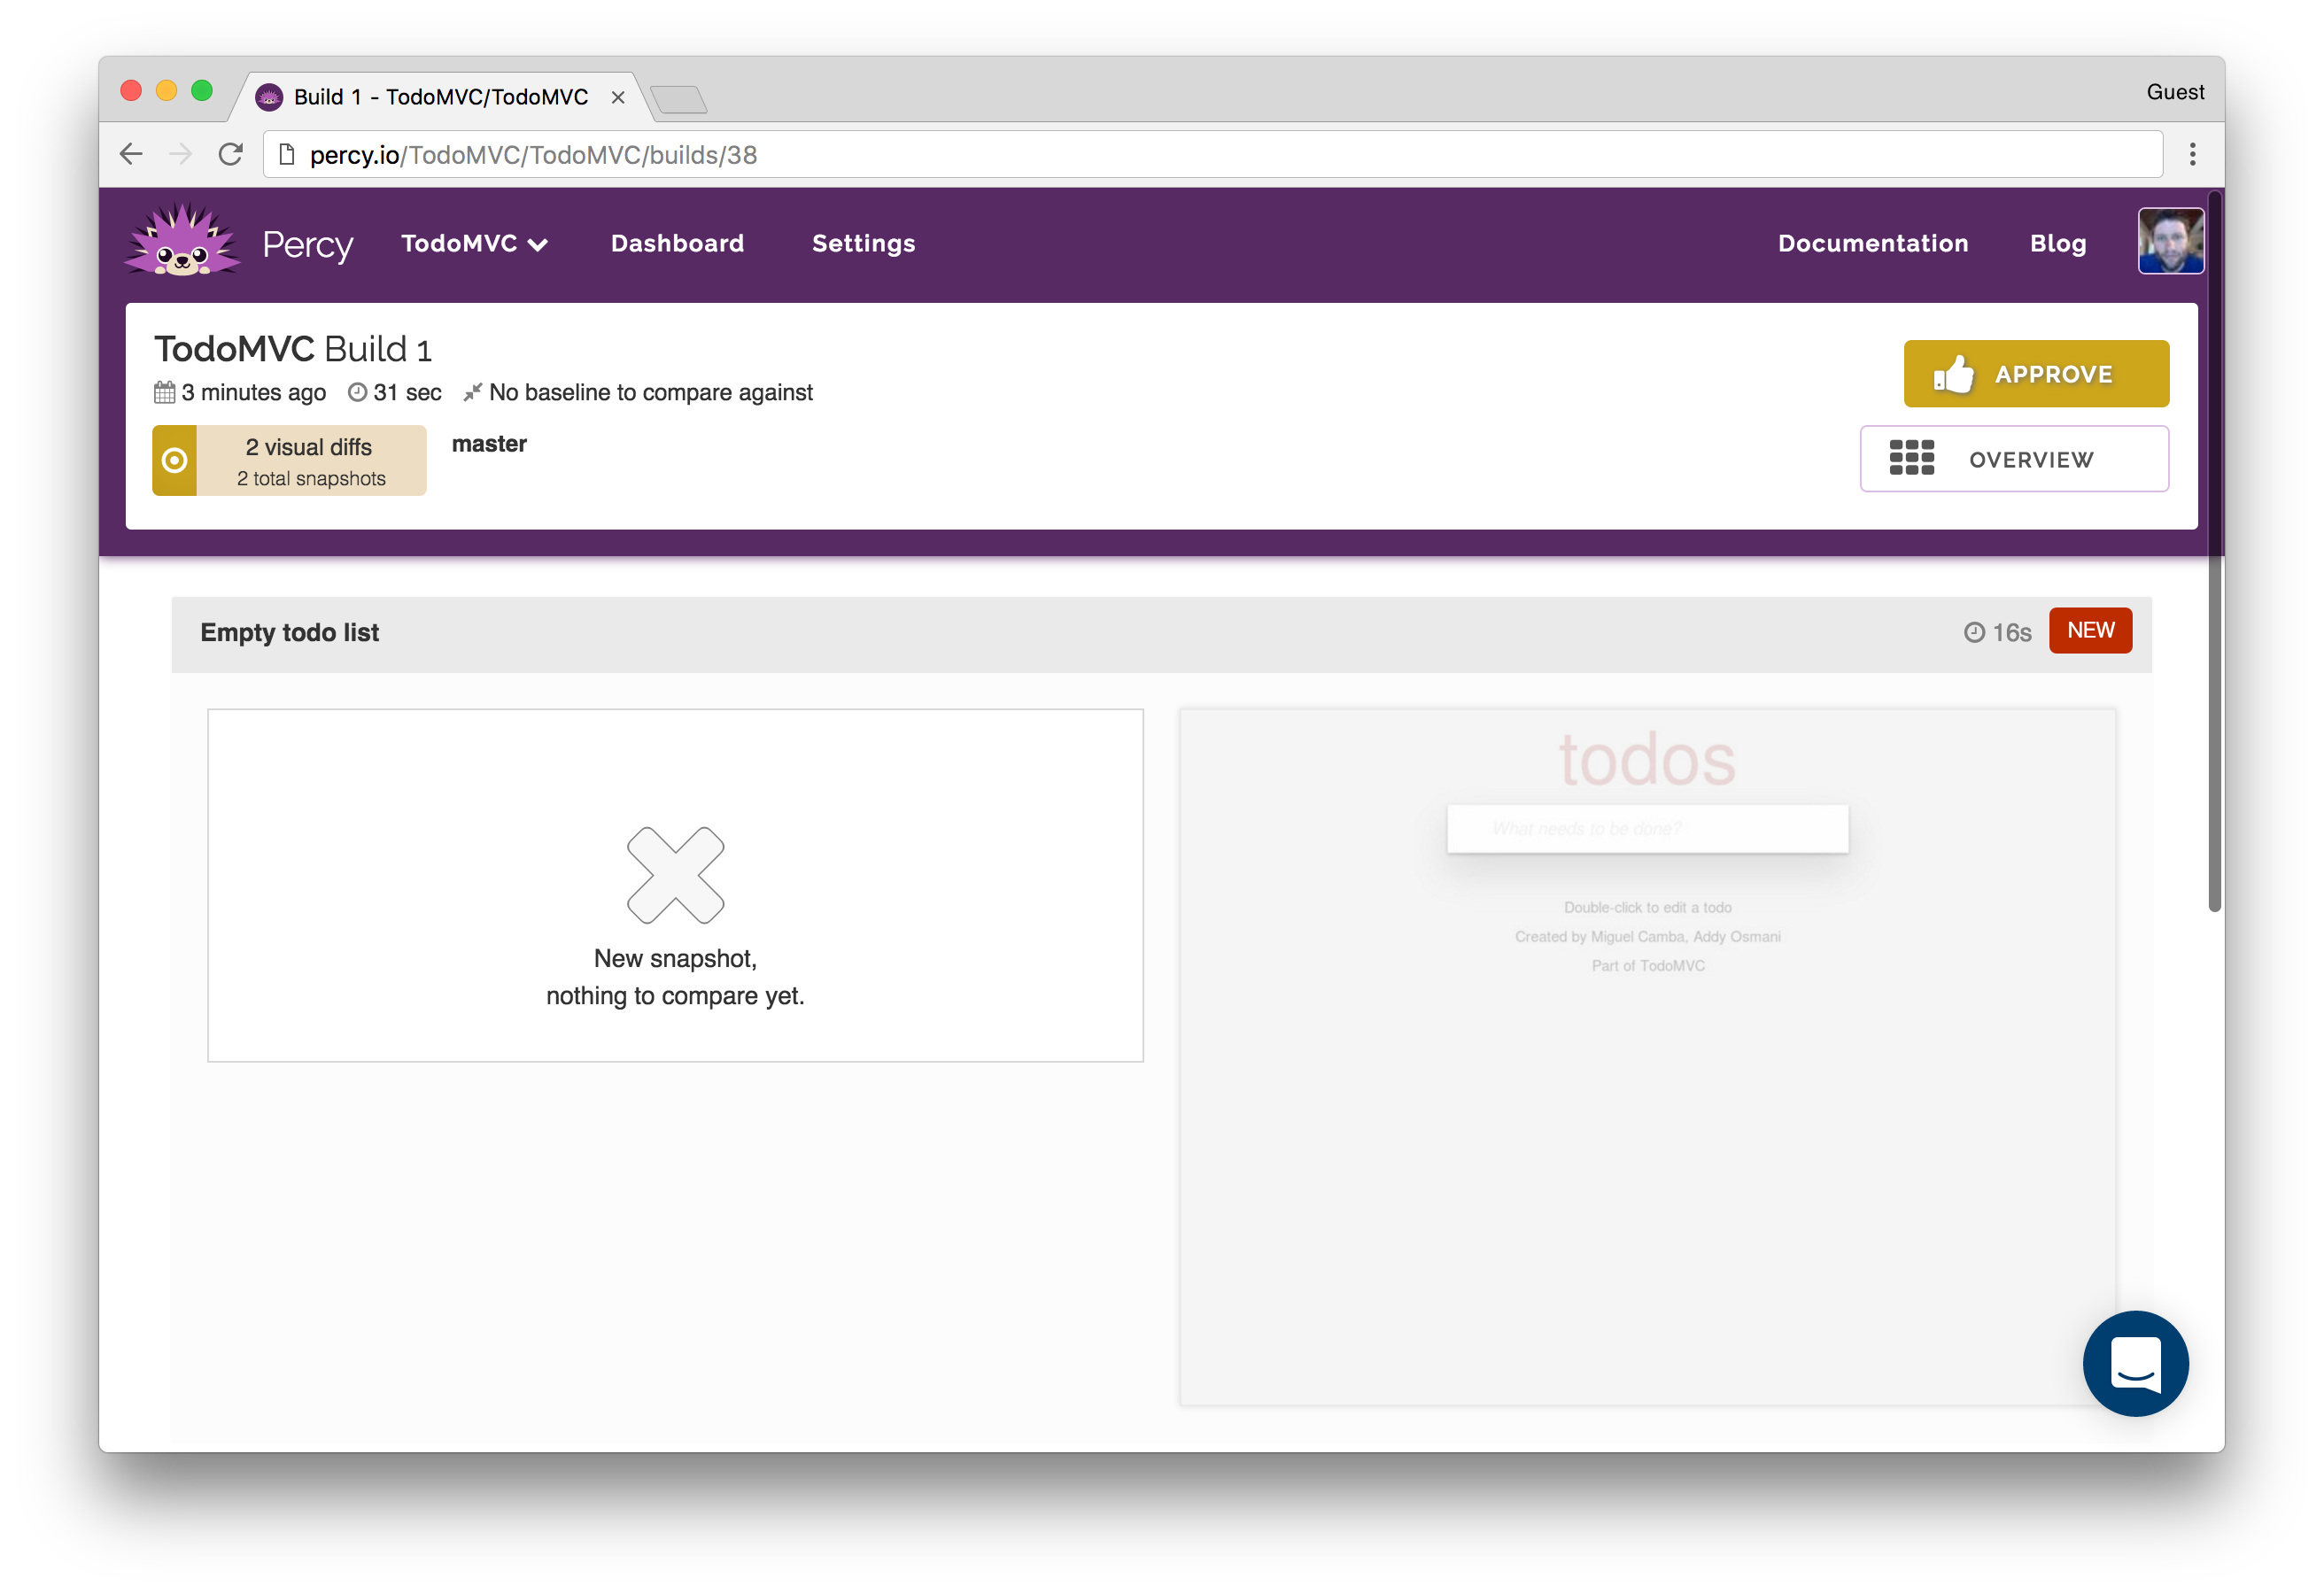 Build 1 - TodoMVC/TodoMVC
Guest
percy.io/TodoMVC/TodoMVC/builds/38
Percy TodoMVC Dashboard Settings Documentation Blog
TodoMVC Build 1
3 minutes ago 31 sec No baseline to compare against
APPROVE
2 visual diffs
2 total snapshots
master
OVERVIEW
Empty todo list
16s NEW
New snapshot,
nothing to compare yet.
todos
What needs to be done?
Double-click to edit a todo
Created by Miguel Camba, Addy Osmani
Part of TodoMVC